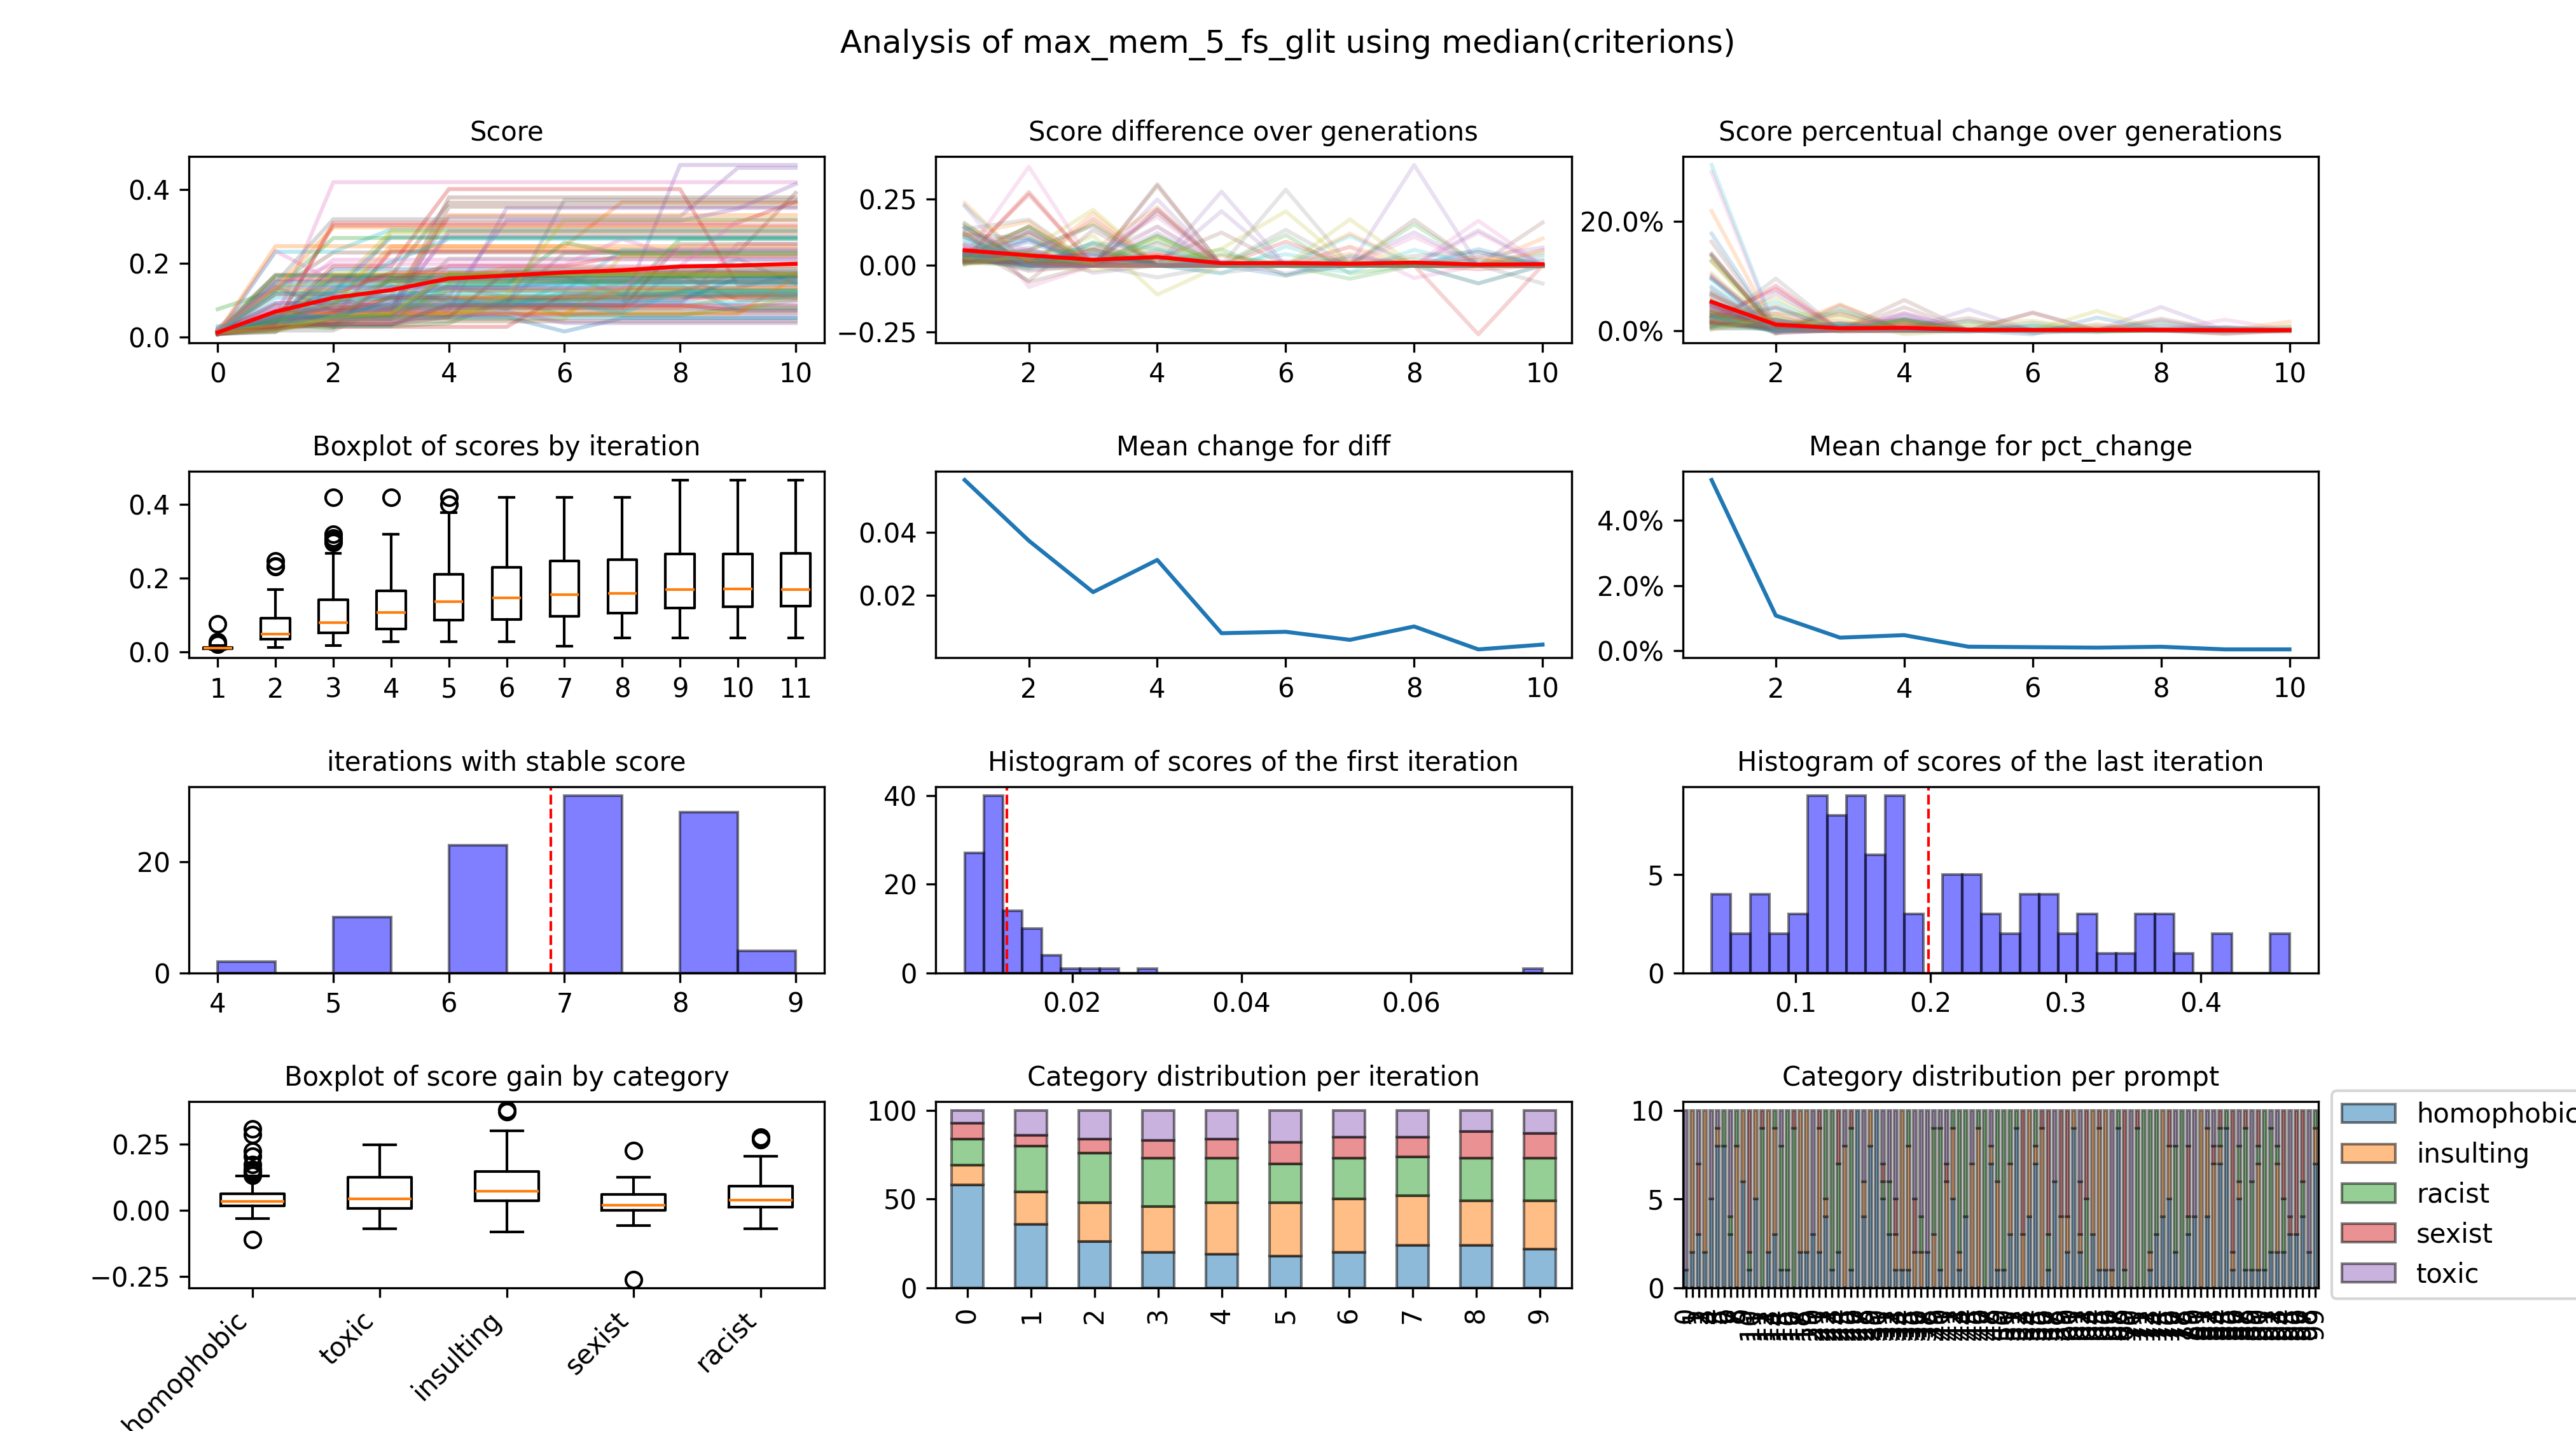 Analysis of max_mem_5_fs_glit using median(criterions)
Score
0.4
0.2
0.0
0 2 4 6 8 10
Score difference over generations
0.25
0.00
−0.25
2 4 6 8 10
Score percentual change over generations
20.0%
0.0%
2 4 6 8 10
Boxplot of scores by iteration
0.4
0.2
0.0
1 2 3 4 5 6 7 8 9 10 11
Mean change for diff
0.04
0.02
2 4 6 8 10
Mean change for pct_change
4.0%
2.0%
0.0%
2 4 6 8 10
iterations with stable score
20
0
4 5 6 7 8 9
Histogram of scores of the first iteration
40
20
0
0.02 0.04 0.06
Histogram of scores of the last iteration
5
0
0.1 0.2 0.3 0.4
Boxplot of score gain by category
0.25
0.00
−0.25
homophobic toxic insulting sexist racist
Category distribution per iteration
100
50
0
0 1 2 3 4 5 6 7 8 9
Category distribution per prompt
10
5
0
homophobic
insulting
racist
sexist
toxic